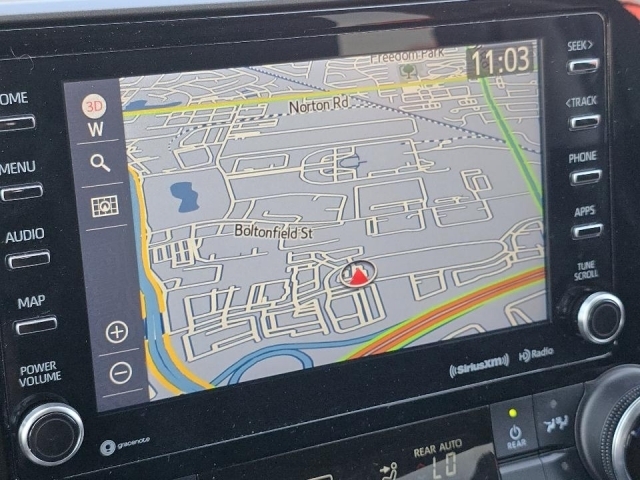 OME
MENU
AUDIO
MAP
POWER
VOLUME
3D
W
Freedom Park
11:03
Norton Rd
Boltonfield St
SEEK>
<TRACK
PHONE
APPS
TUNE
SCROLL
gracenote
((SiriusXM))
HD Radio
REAR AUTO
LO
REAR